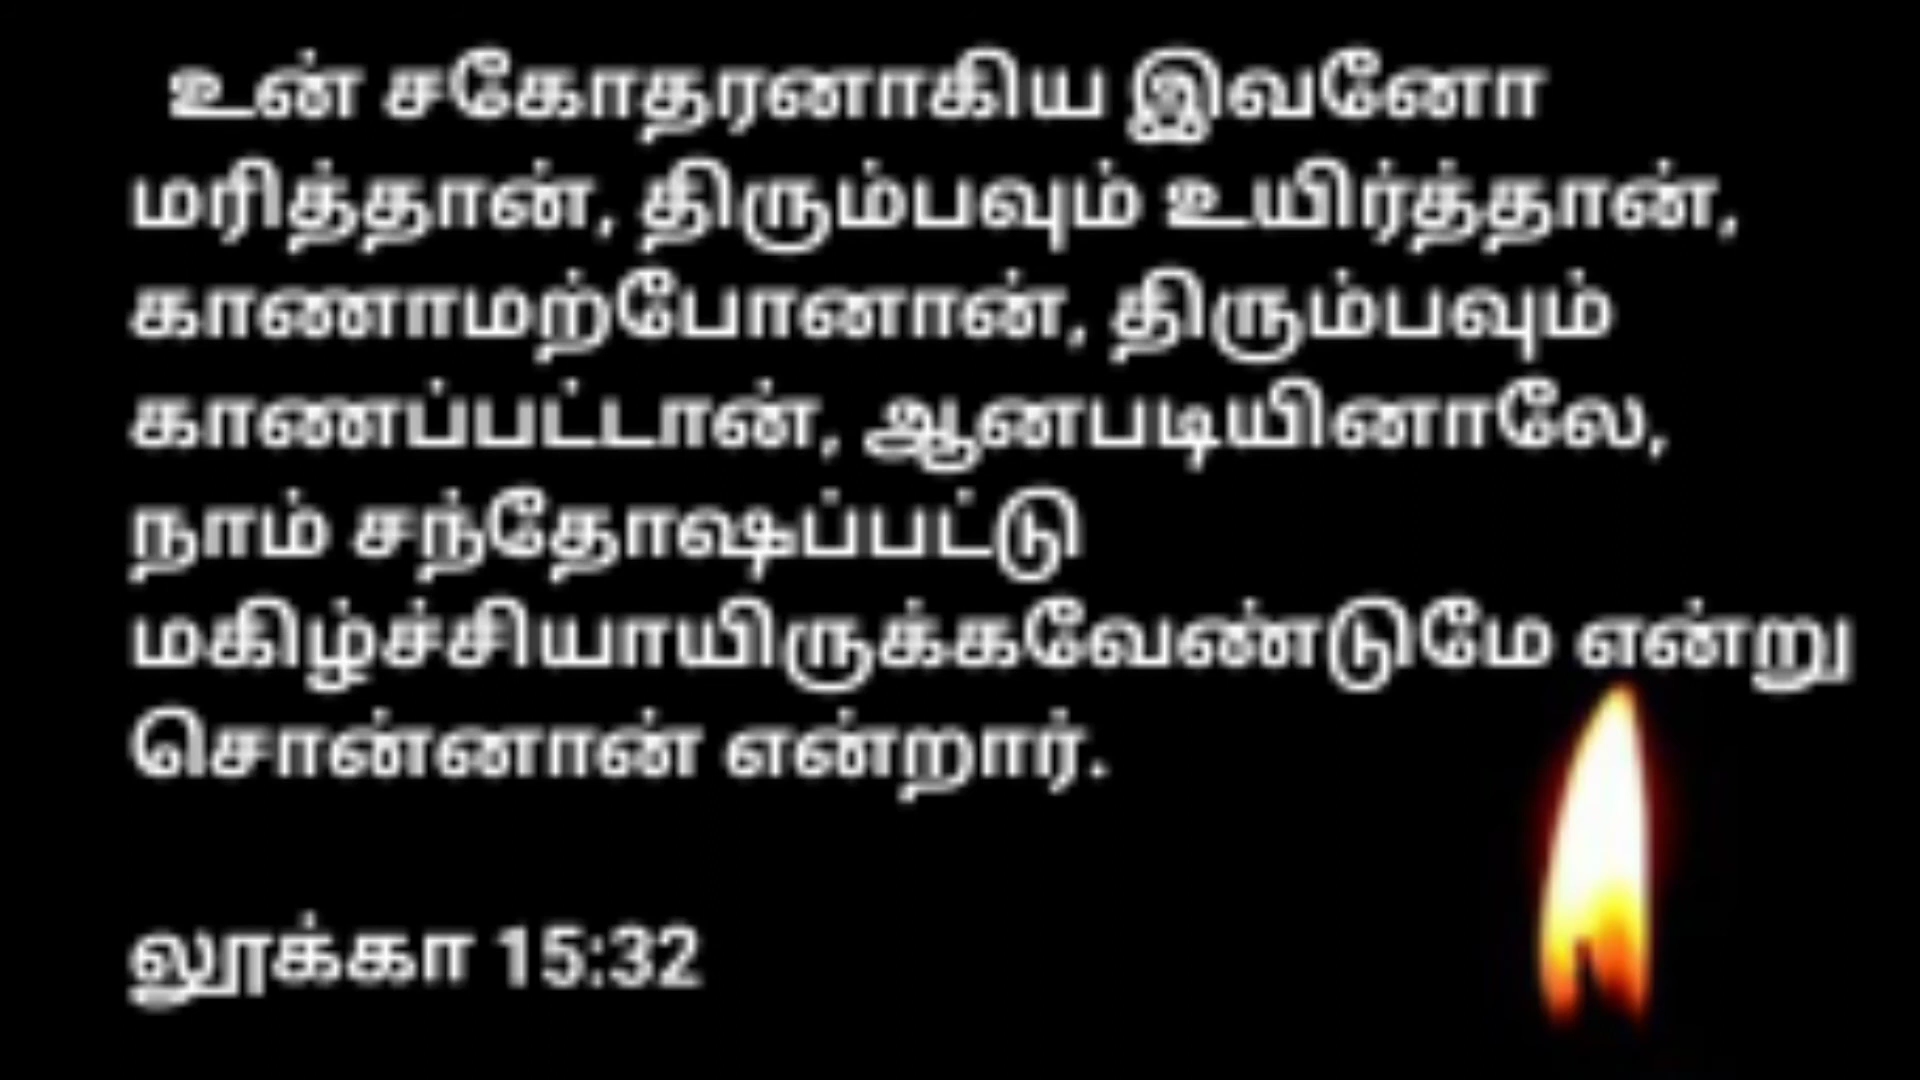 உன் சகோதரனாகிய இவனோ
மரித்தான், திரும்பவும் உயிர்த்தான்,
காணாமற்போனான், திரும்பவும்
காணப்பட்டான், ஆனபடியினாலே,
நாம் சந்தோஷப்பட்டு
மகிழ்ச்சியாயிருக்கவேண்டுமே என்று
சொன்னான் என்றார்.
லூக்கா 15:32